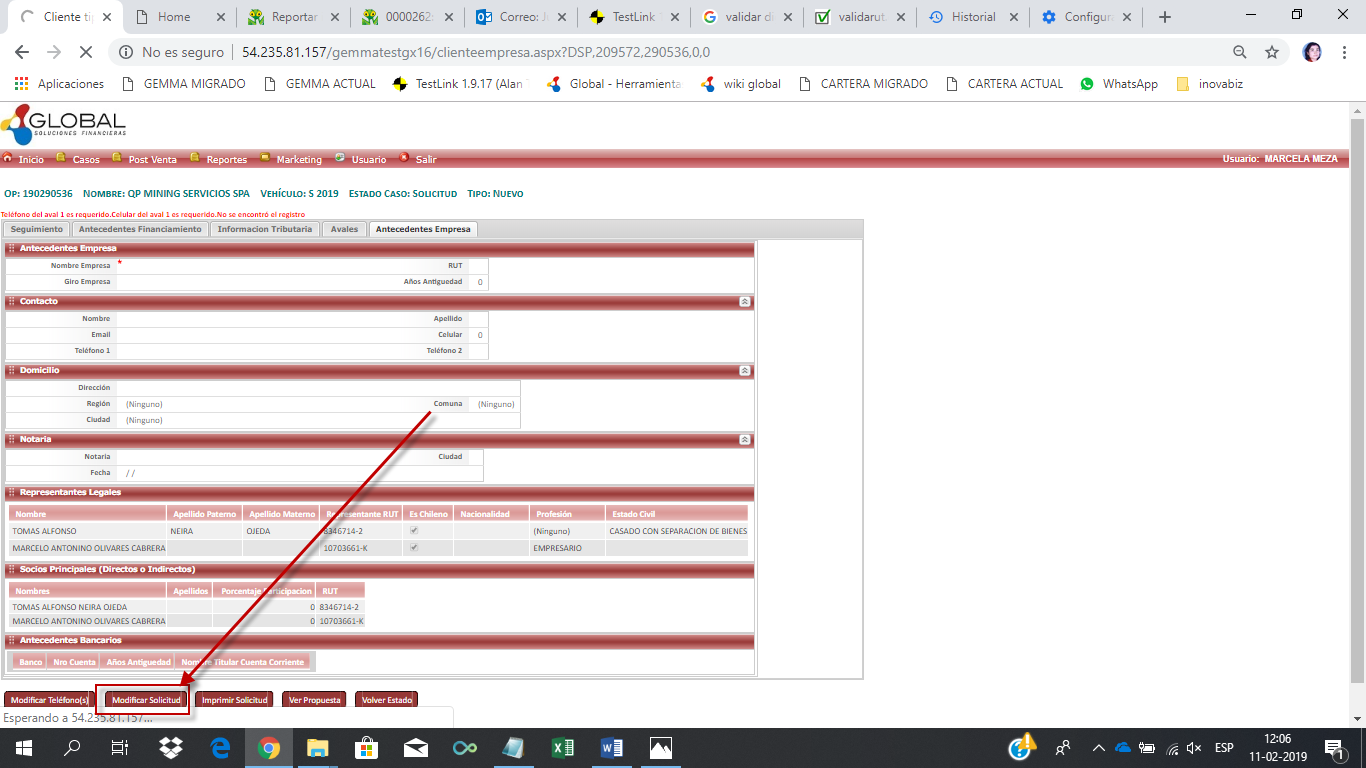 Cliente ti
Home
Reportar
0000262
Correo: J
TestLink
validar di
validarut
Historial
Configur
No es seguro
54.235.81.157/gemmatestgx16/clienteempresa.aspx?DSP,209572,290536,0,0
Aplicaciones
GEMMA MIGRADO
GEMMA ACTUAL
TestLink 1.9.17 (Alan
Global - Herramienta
wiki global
CARTERA MIGRADO
CARTERA ACTUAL
WhatsApp
inovabiz
GLOBAL
SOLUCIONES FINANCIERAS
Inicio Casos Post Venta Reportes Marketing Usuario Salir Usuario: MARCELA MEZA
Op: 190290536 Nombre: QP MINING SERVICIOS SPA Vehículo: S 2019 Estado Caso: Solicitud Tipo: Nuevo
Teléfono del aval 1 es requerido.Celular del aval 1 es requerido.No se encontró el registro
Seguimiento Antecedentes Financiamiento Informacion Tributaria Avales Antecedentes Empresa
Antecedentes Empresa
Nombre Empresa * RUT
Giro Empresa Años Antiguedad 0
Contacto
Nombre Apellido
Email Celular 0
Teléfono 1 Teléfono 2
Domicilio
Dirección
Región (Ninguno) Comuna (Ninguno)
Ciudad (Ninguno)
Notaria
Notaria Ciudad
Fecha / /
Representantes Legales
Nombre Apellido Paterno Apellido Materno Representante RUT Es Chileno Nacionalidad Profesión Estado Civil
TOMAS ALFONSO NEIRA OJEDA 8346714-2 (Ninguno) CASADO CON SEPARACION DE BIENES
MARCELO ANTONINO OLIVARES CABRERA 10703661-K EMPRESARIO
Socios Principales (Directos o Indirectos)
Nombres Apellidos Porcentaje Participacion RUT
TOMAS ALFONSO NEIRA OJEDA 0 8346714-2
MARCELO ANTONINO OLIVARES CABRERA 0 10703661-K
Antecedentes Bancarios
Banco Nro Cuenta Años Antiguedad Nombre Titular Cuenta Corriente
Modificar Teléfono(s) Modificar Solicitud Imprimir Solicitud Ver Propuesta Volver Estado
Esperando a 54.235.81.157...
ESP
12:06
11-02-2019
1